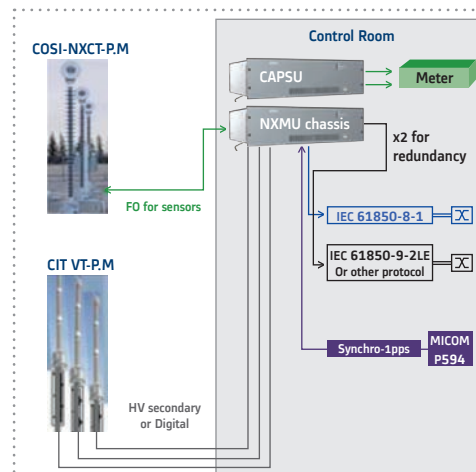 COSI-NXCT-P.M
Control Room
CAPSU
Meter
NXMU chassis
x2 for
redundancy
FO for sensors
IEC 61850-8-1
IEC 61850-9-2LE
Or other protocol
CIT VT-P.M
Synchro-1pps
MICOM
P594
HV secondary
or Digital